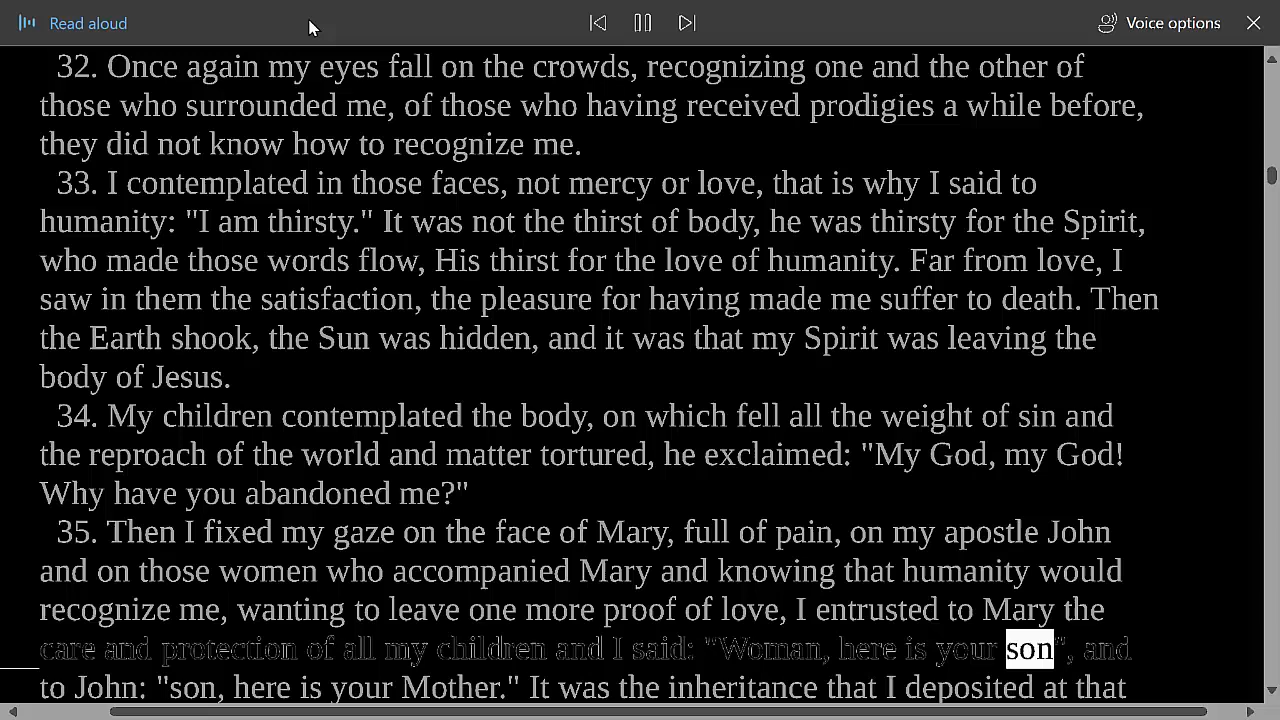 Read aloud
Voice options
32. Once again my eyes fall on the crowds, recognizing one and the other of
those who surrounded me, of those who having received prodigies a while before,
they did not know how to recognize me.
33. I contemplated in those faces, not mercy or love, that is why I said to
humanity: "I am thirsty." It was not the thirst of body, he was thirsty for the Spirit,
who made those words flow, His thirst for the love of humanity. Far from love, I
saw in them the satisfaction, the pleasure for having made me suffer to death. Then
the Earth shook, the Sun was hidden, and it was that my Spirit was leaving the
body of Jesus.
34. My children contemplated the body, on which fell all the weight of sin and
the reproach of the world and matter tortured, he exclaimed: "My God, my God!
Why have you abandoned me?"
35. Then I fixed my gaze on the face of Mary, full of pain, on my apostle John
and on those women who accompanied Mary and knowing that humanity would
recognize me, wanting to leave one more proof of love, I entrusted to Mary the
care and protection of all my children and I said: "Woman, here is your son", and
to John: "son, here is your Mother." It was the inheritance that I deposited at that